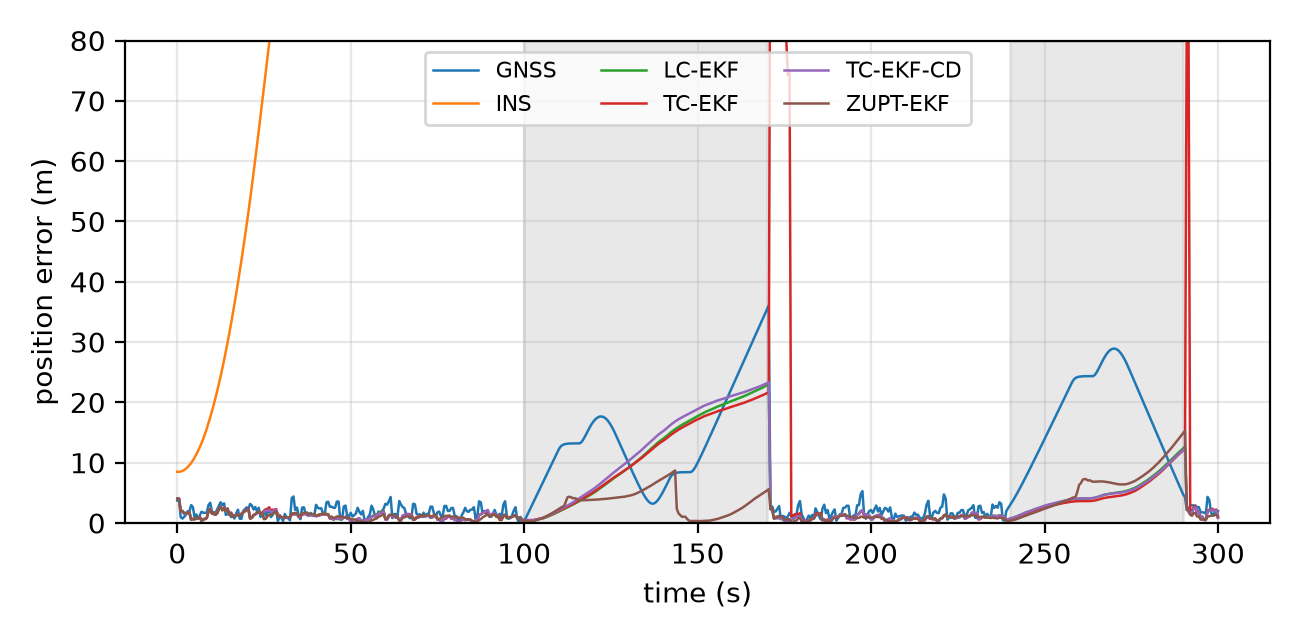 position error (m)
80
70
60
50
40
30
20
10
0
GNSS LC-EKF TC-EKF-CD
INS TC-EKF ZUPT-EKF
0 50 100 150 200 250 300
time (s)